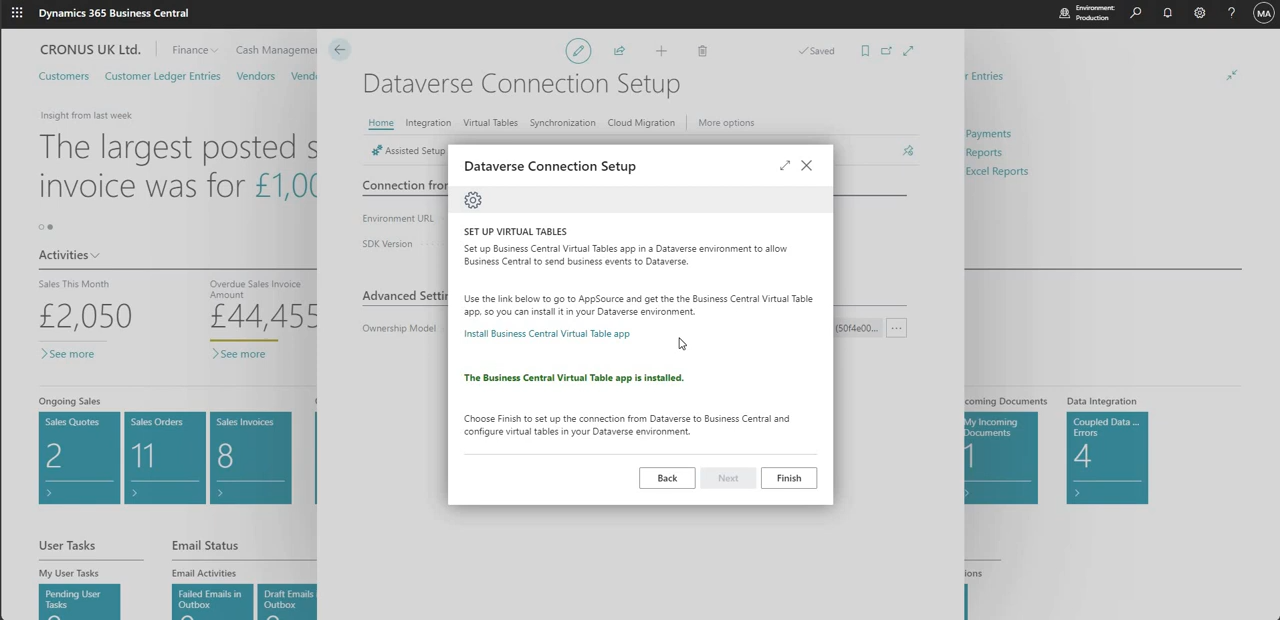 Dynamics 365 Business Central
Environment:
Production
MA
CRONUS UK Ltd.
Finance
Cash Managemen
Customers
Customer Ledger Entries
Vendors
Vend
Insight from last week
The largest posted s
invoice was for £1,00
Activities
Sales This Month
£2,050
See more
Overdue Sales Invoice
Amount
£44,455
See more
Ongoing Sales
Sales Quotes
2
Sales Orders
11
Sales Invoices
8
User Tasks
My User Tasks
Pending User
Tasks
Email Status
Email Activities
Failed Emails in
Outbox
Draft Emails
Outbox
Saved
Dataverse Connection Setup
Home
Integration
Virtual Tables
Synchronization
Cloud Migration
More options
Assisted Setup
Connection fro
Environment URL
SDK Version
Advanced Settin
Ownership Model
(50f4e00...
Dataverse Connection Setup
SET UP VIRTUAL TABLES
Set up Business Central Virtual Tables app in a Dataverse environment to allow
Business Central to send business events to Dataverse.
Use the link below to go to AppSource and get the the Business Central Virtual Table
app, so you can install it in your Dataverse environment.
Install Business Central Virtual Table app
The Business Central Virtual Table app is installed.
Choose Finish to set up the connection from Dataverse to Business Central and
configure virtual tables in your Dataverse environment.
Back
Next
Finish
r Entries
Payments
Reports
Excel Reports
coming Documents
My Incoming
Documents
1
Data Integration
Coupled Data ...
Errors
4
ions